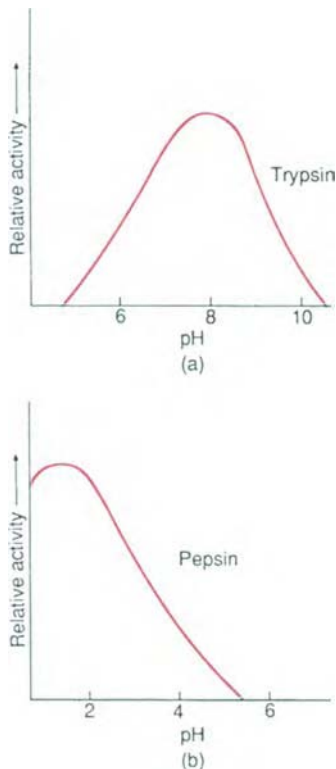 Relative activity
Trypsin
6 8 10
pH
(a)
Relative activity
Pepsin
2 4 6
pH
(b)